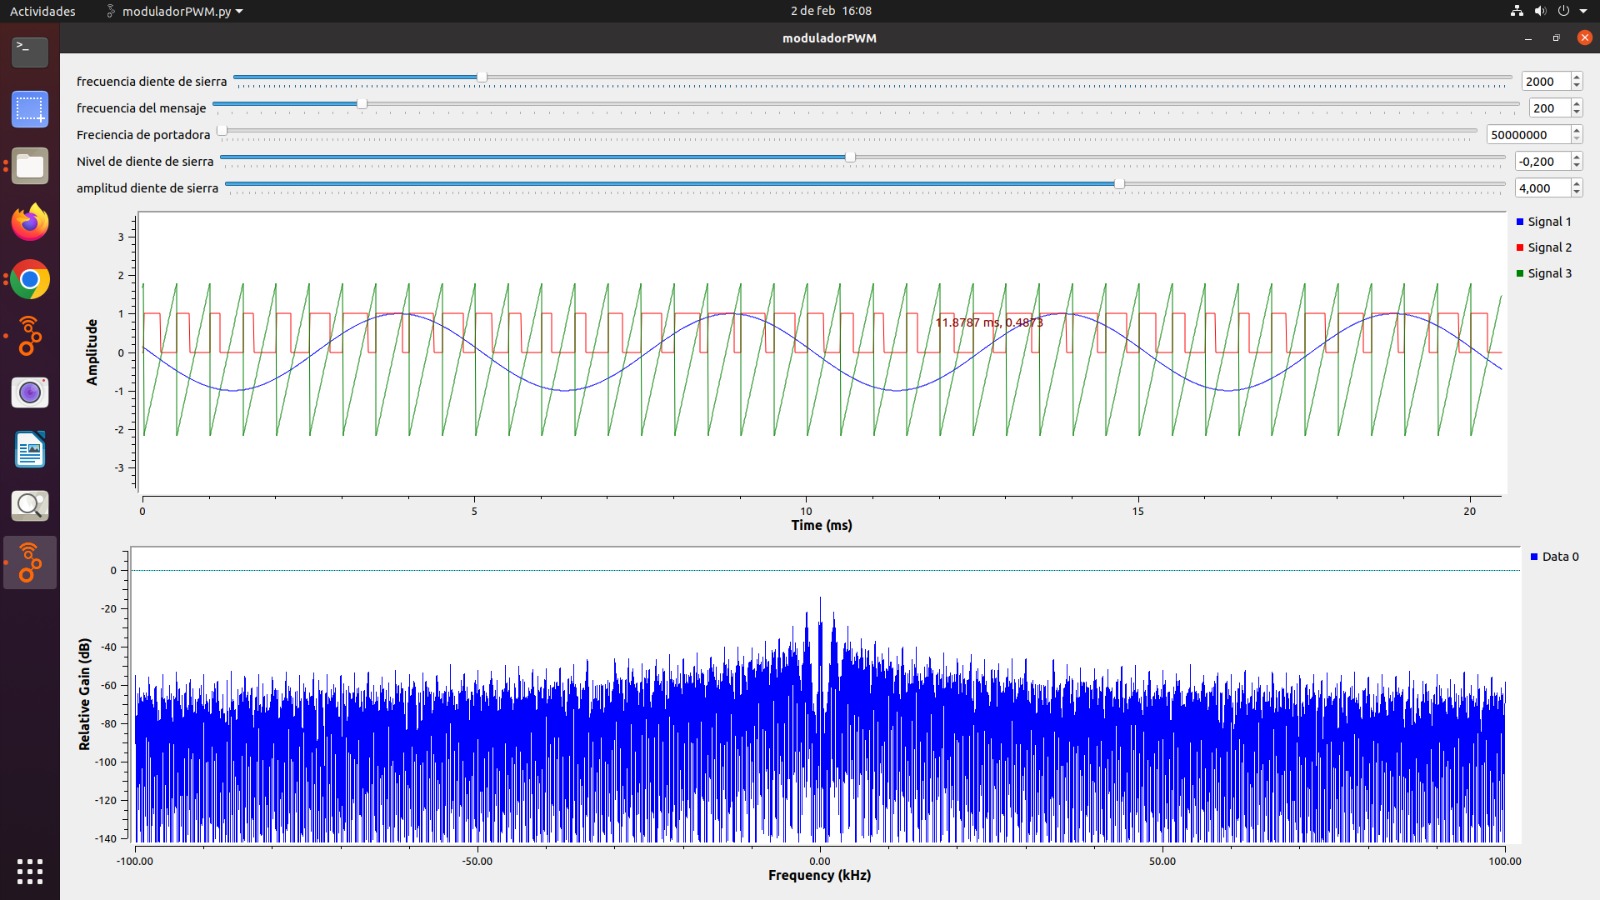 Actividades moduladorPWM.py 2 de feb 16:08
moduladorPWM
frecuencia diente de sierra 2000
frecuencia del mensaje 200
Freciencia de portadora 50000000
Nivel de diente de sierra -0,200
amplitud diente de sierra 4,000
Signal 1
Signal 2
Signal 3
3
2
1
0
-1
-2
-3
Amplitude
11.8787 ms, 0.4873
0 5 10 15 20
Time (ms)
Data 0
0
-20
-40
-60
-80
-100
-120
-140
Relative Gain (dB)
-100.00 -50.00 0.00 50.00 100.00
Frequency (kHz)